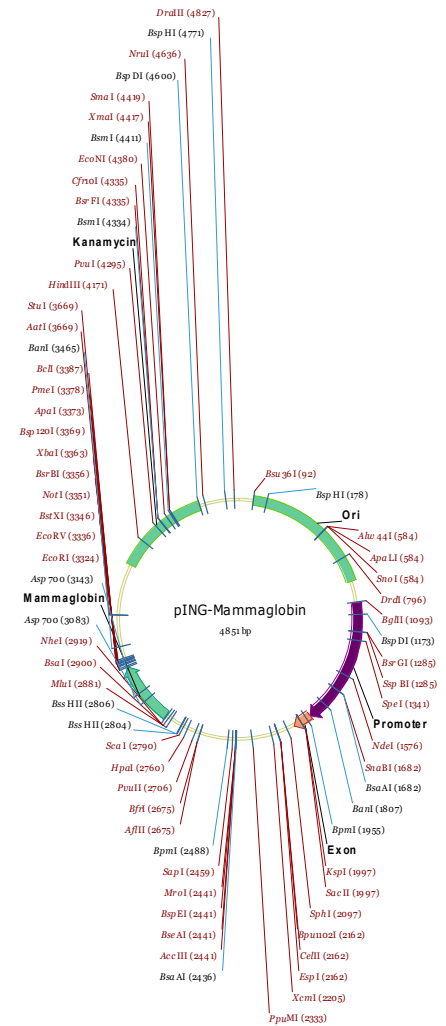 DraIII (4827)
BspHI (4771)
NruI (4636)
BspDI (4600)
SmaI (4419)
XmaI (4417)
BsmI (4411)
EcoNI (4380)
Cfr10I (4335)
BsrFI (4335)
BsmI (4334)
Kanamycin
PvuI (4295)
HindIII (4171)
StuI (3669)
AatI (3669)
BanI (3465)
BclI (3387)
PmeI (3378)
ApaI (3373)
Bsp120I (3369)
XbaI (3363)
BsrBI (3356)
NotI (3351)
BstXI (3346)
EcoRV (3336)
EcoRI (3324)
Asp700 (3143)
Mammaglobin
Asp700 (3083)
NheI (2919)
BsaI (2900)
MluI (2881)
BssHII (2806)
BssHII (2804)
ScaI (2790)
HpaI (2760)
PvuII (2706)
BfrI (2675)
AflII (2675)
BpmI (2488)
SapI (2459)
MroI (2441)
BspEI (2441)
BseAI (2441)
AccIII (2441)
BsaAI (2436)
pING-Mammaglobin
4851 bp
Bsu36I (92)
BspHI (178)
Ori
Alw44I (584)
ApaLI (584)
SnoI (584)
DrdI (796)
BglII (1093)
BspDI (1173)
BsrGI (1285)
SspBI (1285)
SpeI (1341)
Promoter
NdeI (1576)
SnaBI (1682)
BsaAI (1682)
BanI (1807)
BpmI (1955)
Exon
KspI (1997)
SacII (1997)
SphI (2097)
Bpu1102I (2162)
CelII (2162)
EspI (2162)
XcmI (2205)
PpuMI (2333)